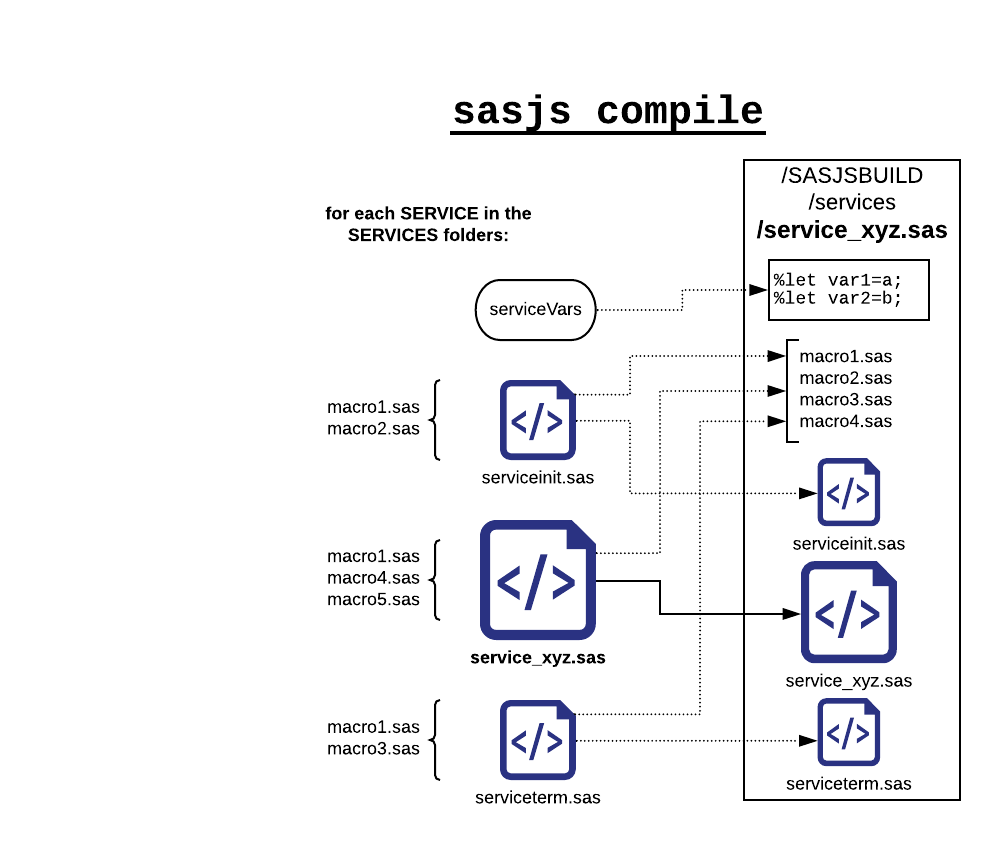 sasjs compile
for each SERVICE in the
SERVICES folders:
serviceVars
macro1.sas
macro2.sas
</>
serviceinit.sas
macro1.sas
macro4.sas
macro5.sas
</>
service_xyz.sas
macro1.sas
macro3.sas
</>
serviceterm.sas
/SASJSBUILD
/services
/service_xyz.sas
%let var1=a;
%let var2=b;
macro1.sas
macro2.sas
macro3.sas
macro4.sas
</>
serviceinit.sas
</>
service_xyz.sas
</>
serviceterm.sas